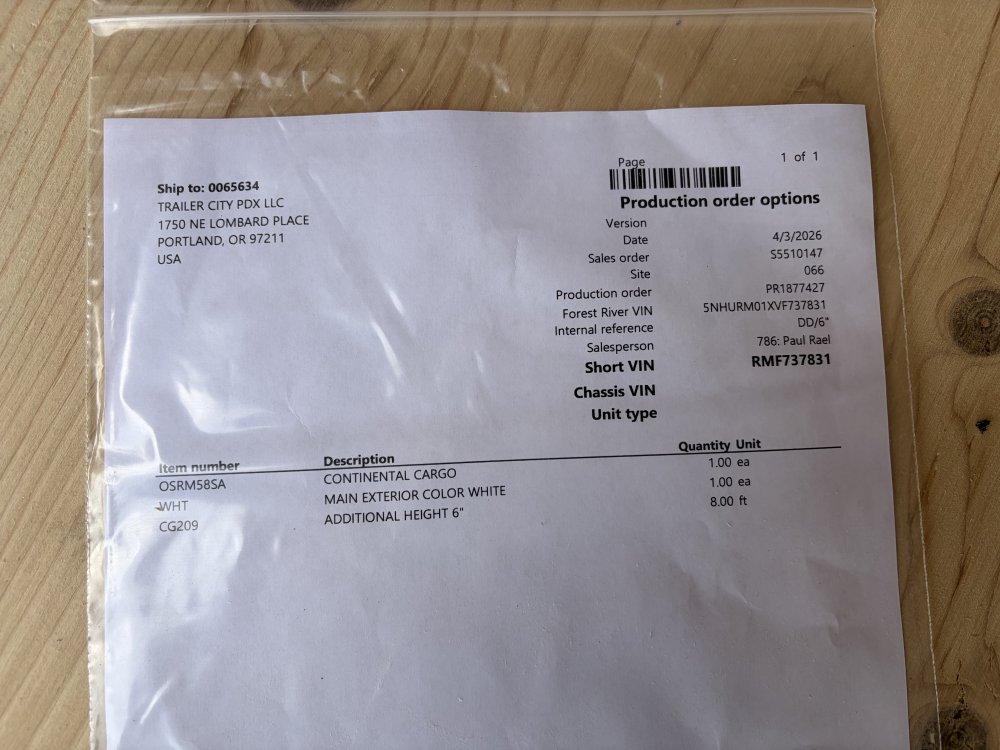 Page 1 of 1
Production order options
Ship to: 0065634
TRAILER CITY PDX LLC
1750 NE LOMBARD PLACE
PORTLAND, OR 97211
USA
Version
Date 4/3/2026
Sales order S5510147
Site 066
Production order PR1877427
Forest River VIN 5NHURM01XVF737831
Internal reference DD/6"
Salesperson 786: Paul Rael
Short VIN RMF737831
Chassis VIN
Unit type
Item number Description Quantity Unit
OSRM58SA CONTINENTAL CARGO 1.00 ea
WHT MAIN EXTERIOR COLOR WHITE 1.00 ea
CG209 ADDITIONAL HEIGHT 6" 8.00 ft